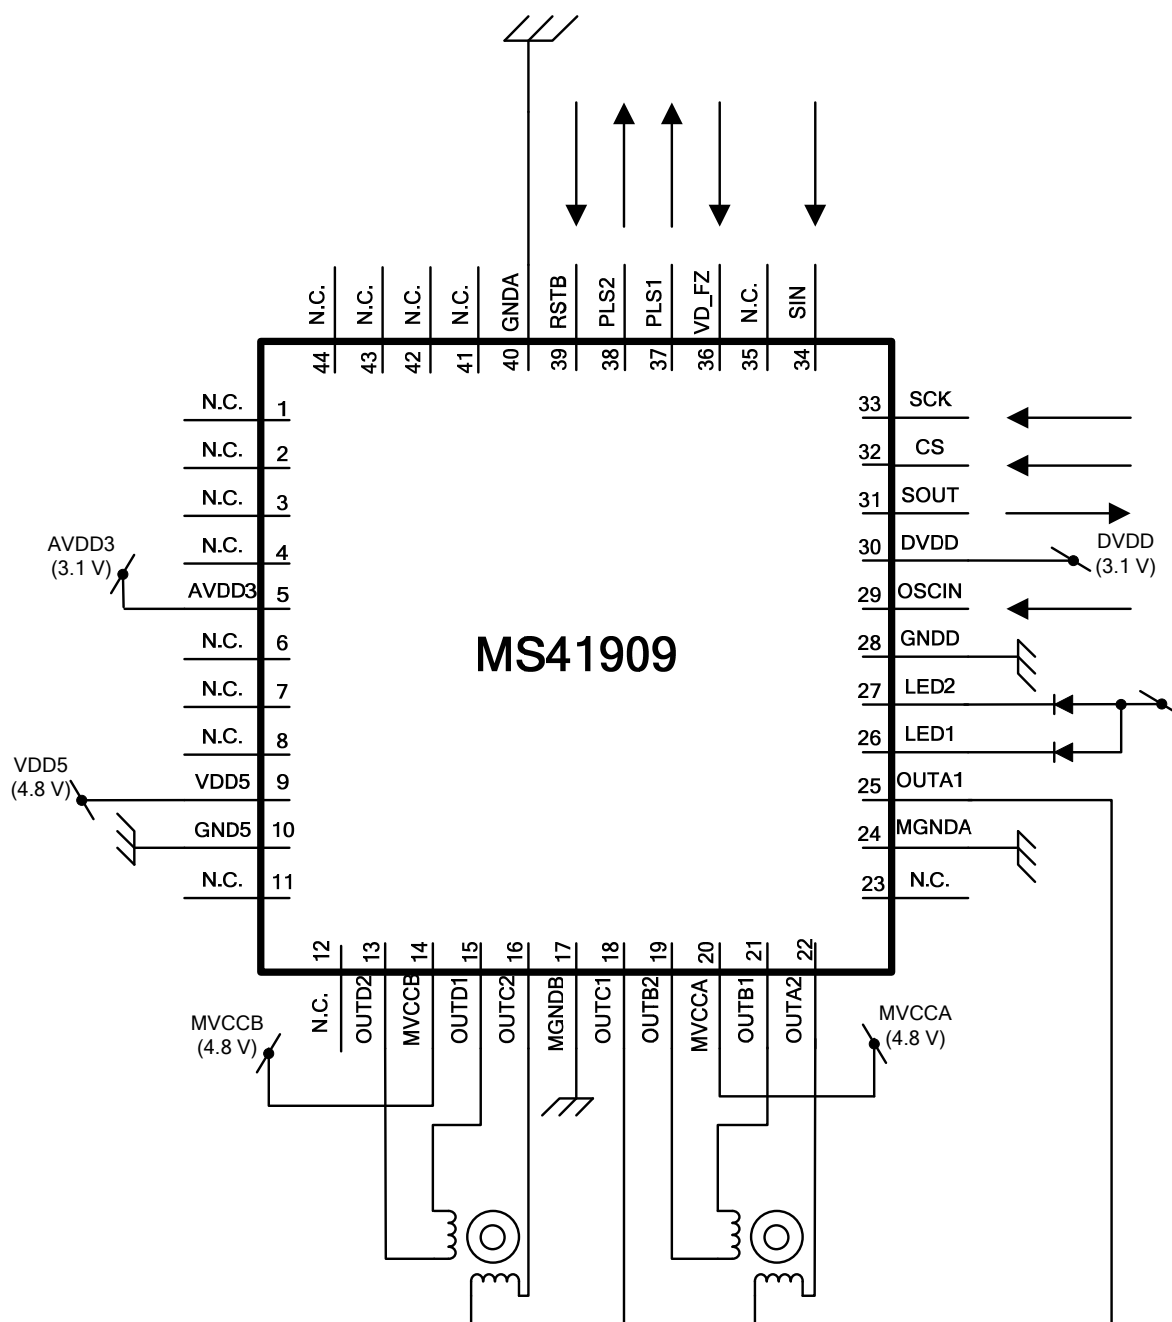 N.C.
N.C.
N.C.
N.C.
GNDA
RSTB
PLS2
PLS1
VD_FZ
N.C.
SIN
44
43
42
41
40
39
38
37
36
35
34
N.C. 1
N.C. 2
N.C. 3
N.C. 4
AVDD3
(3.1 V)
AVDD3 5
N.C. 6
N.C. 7
N.C. 8
VDD5
(4.8 V)
VDD5 9
GND5 10
N.C. 11
MS41909
33 SCK
32 CS
31 SOUT
30 DVDD
DVDD
(3.1 V)
29 OSCIN
28 GNDD
27 LED2
26 LED1
25 OUTA1
24 MGNDA
23 N.C.
12
13
14
15
16
17
18
19
20
21
22
N.C.
OUTD2
MVCCB
OUTD1
OUTC2
MGNDB
OUTC1
OUTB2
MVCCA
OUTB1
OUTA2
MVCCB
(4.8 V)
MVCCA
(4.8 V)